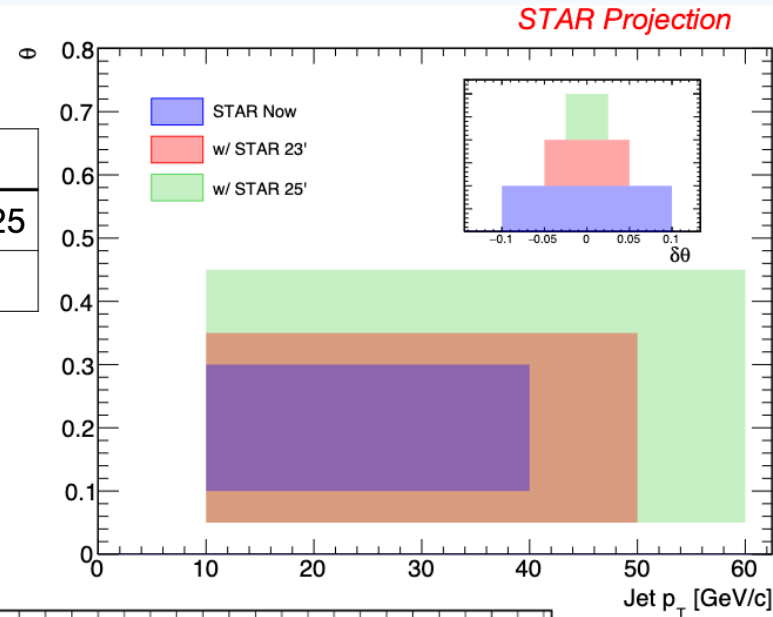 STAR Projection
θ
0.8
0.7
0.6
0.5
0.4
0.3
0.2
0.1
0
STAR Now
w/ STAR 23'
w/ STAR 25'
−0.1 −0.05 0 0.05 0.1
δθ
25
0 10 20 30 40 50 60
Jet p_T [GeV/c]